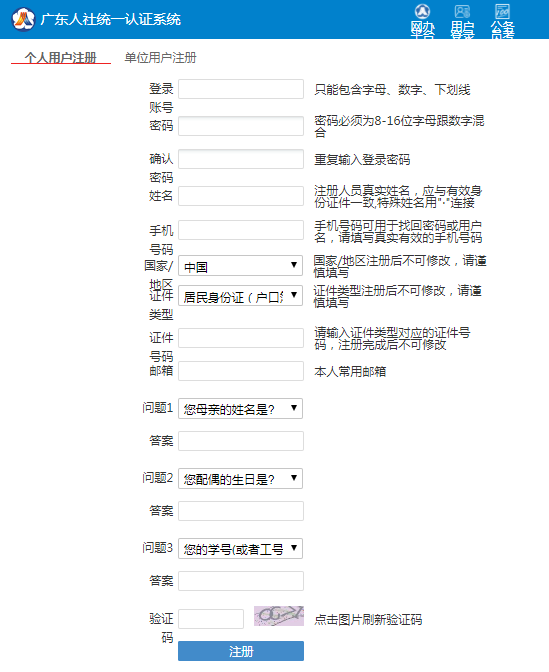 广东人社统一认证系统
网办
平台
用户
登录
公务
员考
个人用户注册
单位用户注册
登录
账号
只能包含字母、数字、下划线
密码
密码必须为8-16位字母跟数字混
合
确认
密码
重复输入登录密码
姓名
注册人员真实姓名，应与有效身
份证件一致,特殊姓名用"·"连接
手机
号码
手机号码可用于找回密码或用户
名，请填写真实有效的手机号码
国家/
地区
中国
国家/地区注册后不可修改，请谨
慎填写
证件
类型
居民身份证（户口
证件类型注册后不可修改，请谨
慎填写
证件
号码
请输入证件类型对应的证件号
码，注册完成后不可修改
邮箱
本人常用邮箱
问题1
您母亲的姓名是?
答案
问题2
您配偶的生日是?
答案
问题3
您的学号(或者工号
答案
验证
码
点击图片刷新验证码
注册